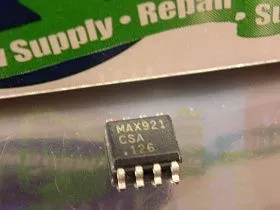 Supply · Repair ·
MAX921
CSA
·126